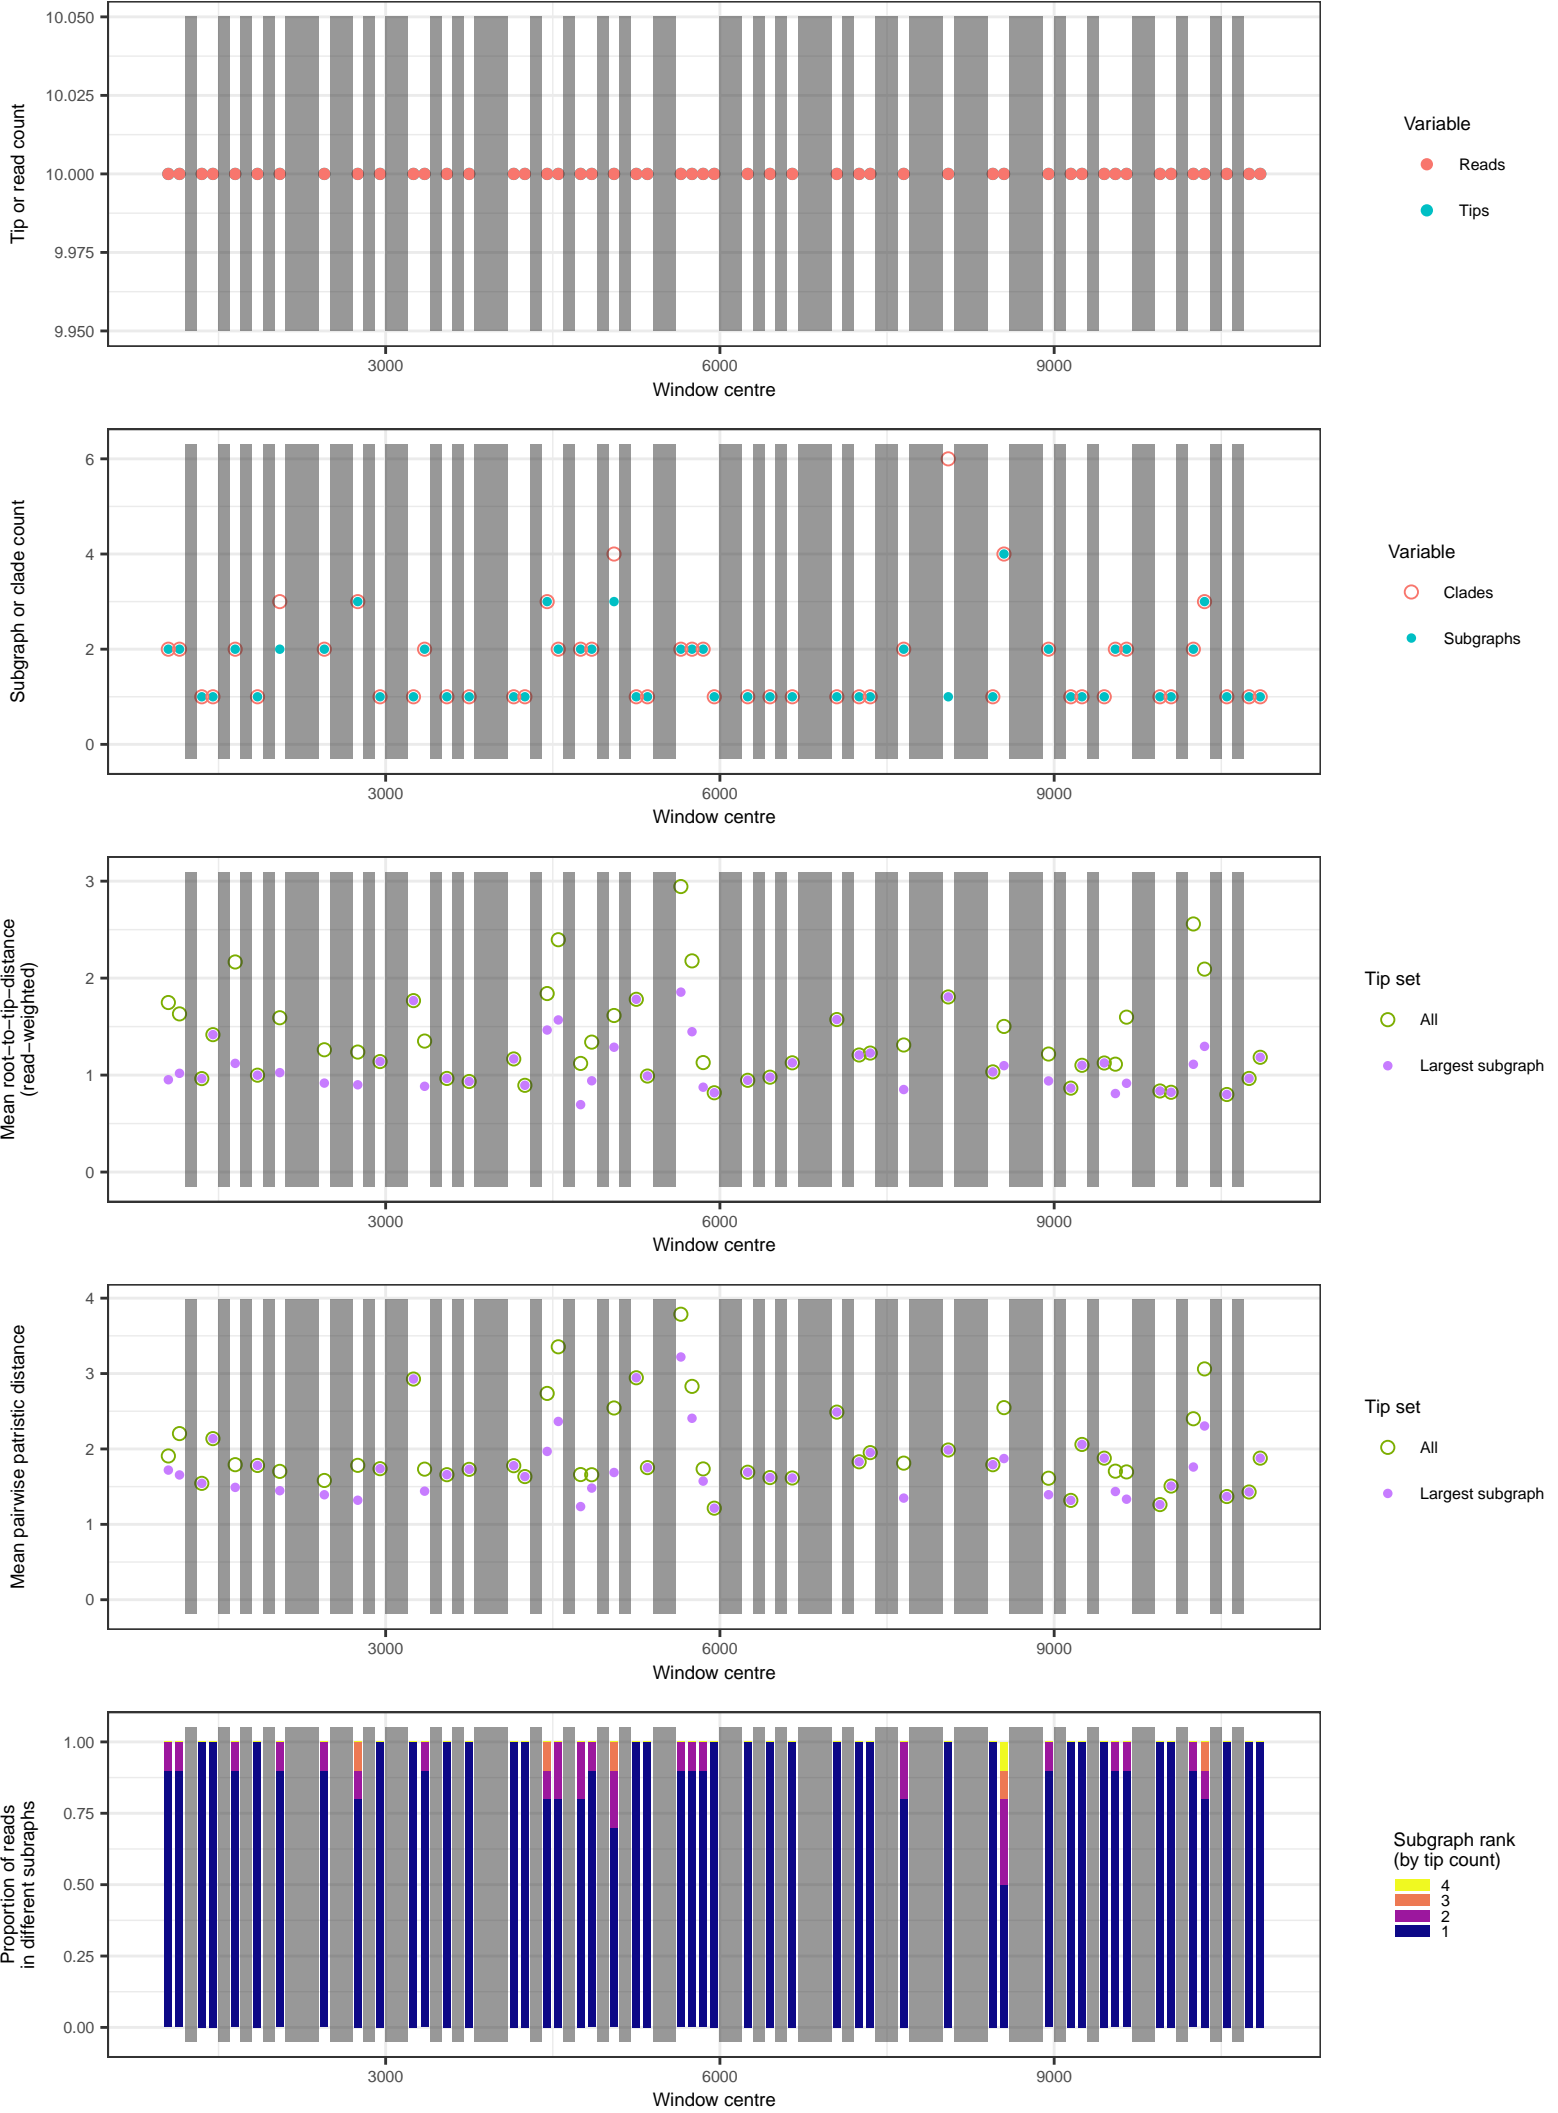 10.050
10.025
10.000
9.975
9.950
Tip or read count
3000
6000
9000
Window centre
Variable
Reads
Tips
6
4
2
0
Subgraph or clade count
3000
6000
9000
Window centre
Variable
Clades
Subgraphs
3
2
1
0
Mean root−to−tip−distance
(read−weighted)
3000
6000
9000
Window centre
Tip set
All
Largest subgraph
4
3
2
1
0
Mean pairwise patristic distance
3000
6000
9000
Window centre
Tip set
All
Largest subgraph
1.00
0.75
0.50
0.25
0.00
Proportion of reads
in different subraphs
3000
6000
9000
Window centre
Subgraph rank
(by tip count)
4
3
2
1